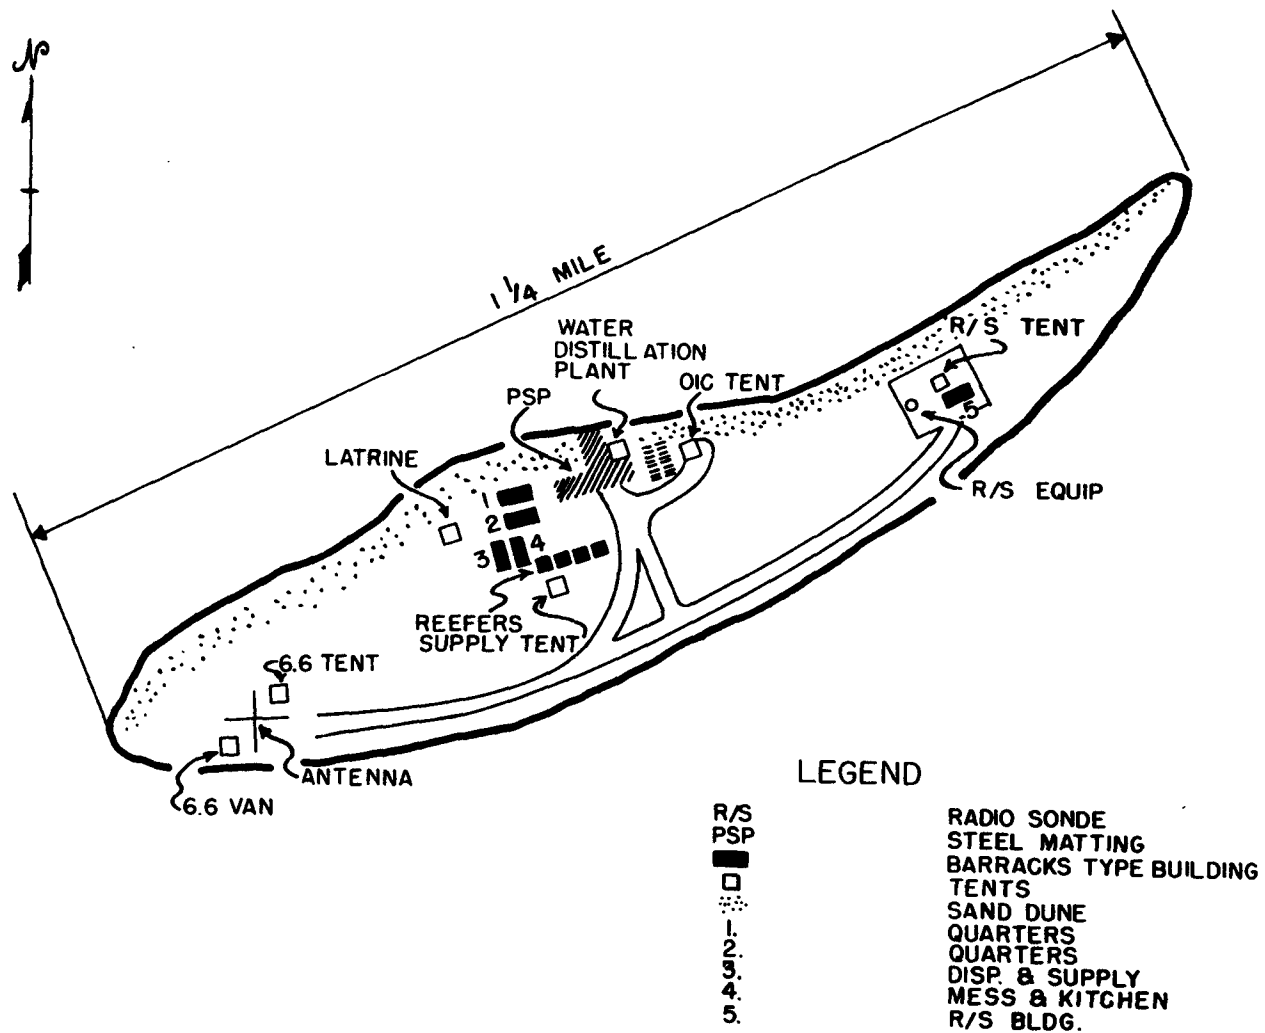 N
1 1/4 MILE
R/S TENT
WATER
DISTILLATION
PLANT
OIC TENT
PSP
LATRINE
5
R/S EQUIP
1
2
3
4
REEFERS
SUPPLY TENT
6.6 TENT
ANTENNA
6.6 VAN
LEGEND
R/S RADIO SONDE
PSP STEEL MATTING
BARRACKS TYPE BUILDING
TENTS
SAND DUNE
1. QUARTERS
2. QUARTERS
3. DISP. & SUPPLY
4. MESS & KITCHEN
5. R/S BLDG.